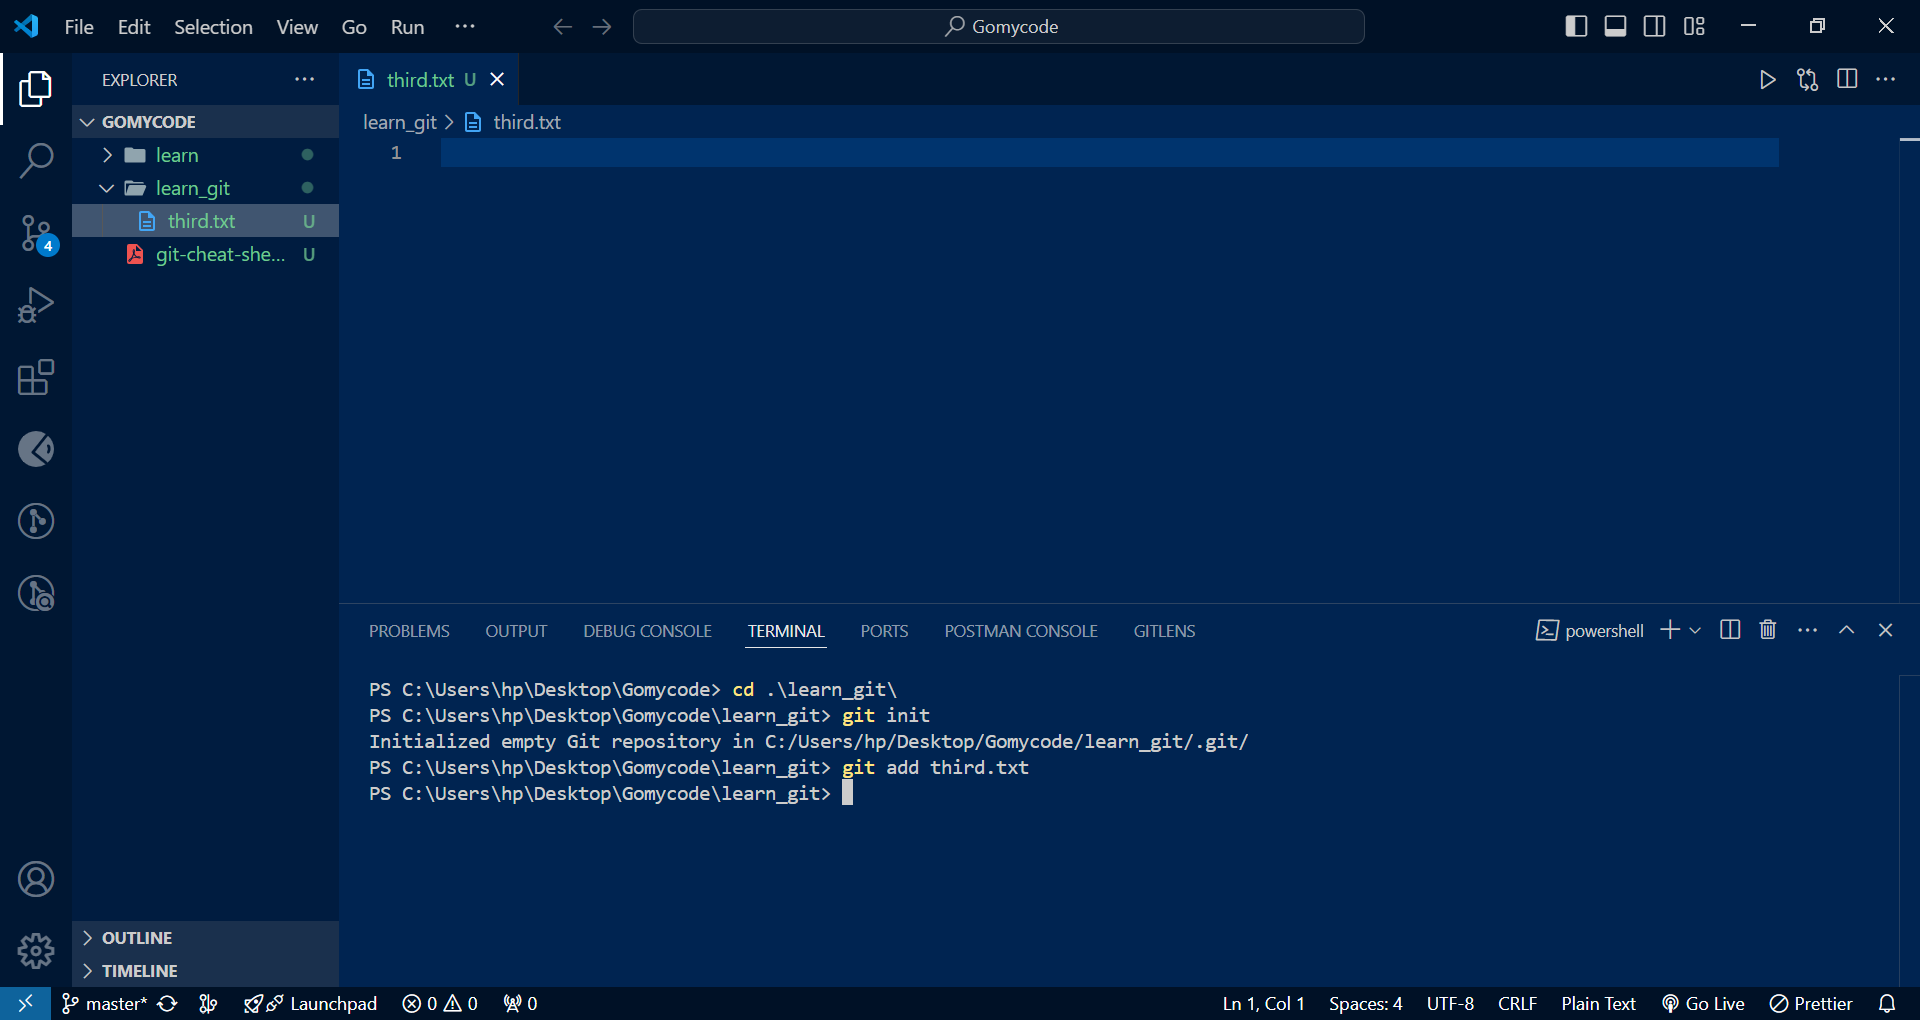 File Edit Selection View Go Run ··· Gomycode
EXPLORER ···
third.txt U
GOMYCODE
learn
learn_git
third.txt U
git-cheat-she... U
learn_git > third.txt
1
4
PROBLEMS OUTPUT DEBUG CONSOLE TERMINAL PORTS POSTMAN CONSOLE GITLENS powershell
PS C:\Users\hp\Desktop\Gomycode> cd .\learn_git\
PS C:\Users\hp\Desktop\Gomycode\learn_git> git init
Initialized empty Git repository in C:/Users/hp/Desktop/Gomycode/learn_git/.git/
PS C:\Users\hp\Desktop\Gomycode\learn_git> git add third.txt
PS C:\Users\hp\Desktop\Gomycode\learn_git>
OUTLINE
TIMELINE
master* Launchpad 0 0 0 Ln 1, Col 1 Spaces: 4 UTF-8 CRLF Plain Text Go Live Prettier